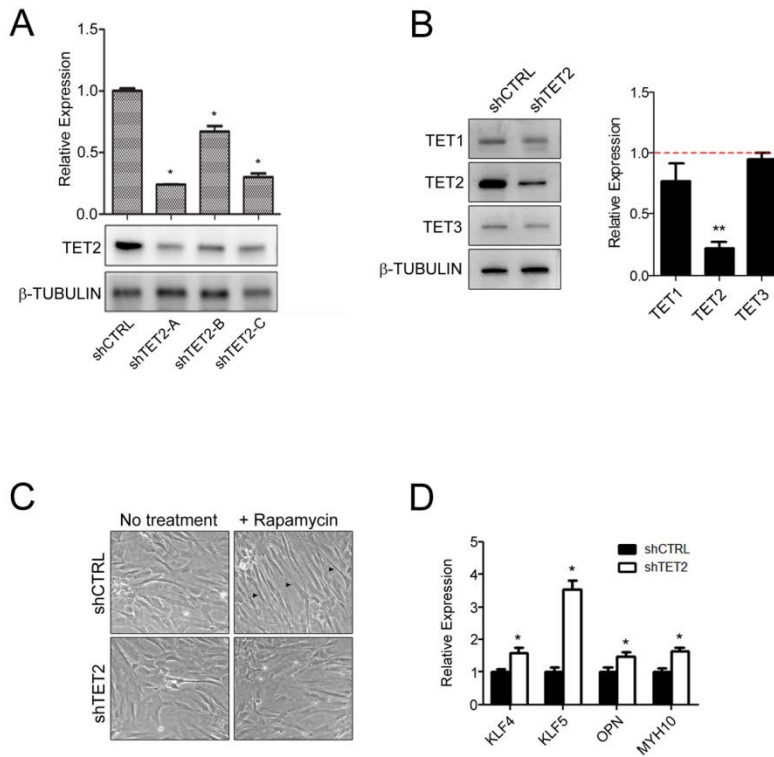 A
Relative Expression
1.5
1.0
0.5
0.0
*
*
*
TET2
β-TUBULIN
shCTRL
shTET2-A
shTET2-B
shTET2-C
B
shCTRL
shTET2
TET1
TET2
TET3
β-TUBULIN
Relative Expression
1.5
1.0
0.5
0.0
**
TET1
TET2
TET3
C
No treatment
+ Rapamycin
shCTRL
shTET2
D
Relative Expression
5
4
3
2
1
0
shCTRL
shTET2
*
*
*
*
KLF4
KLF5
OPN
MYH10